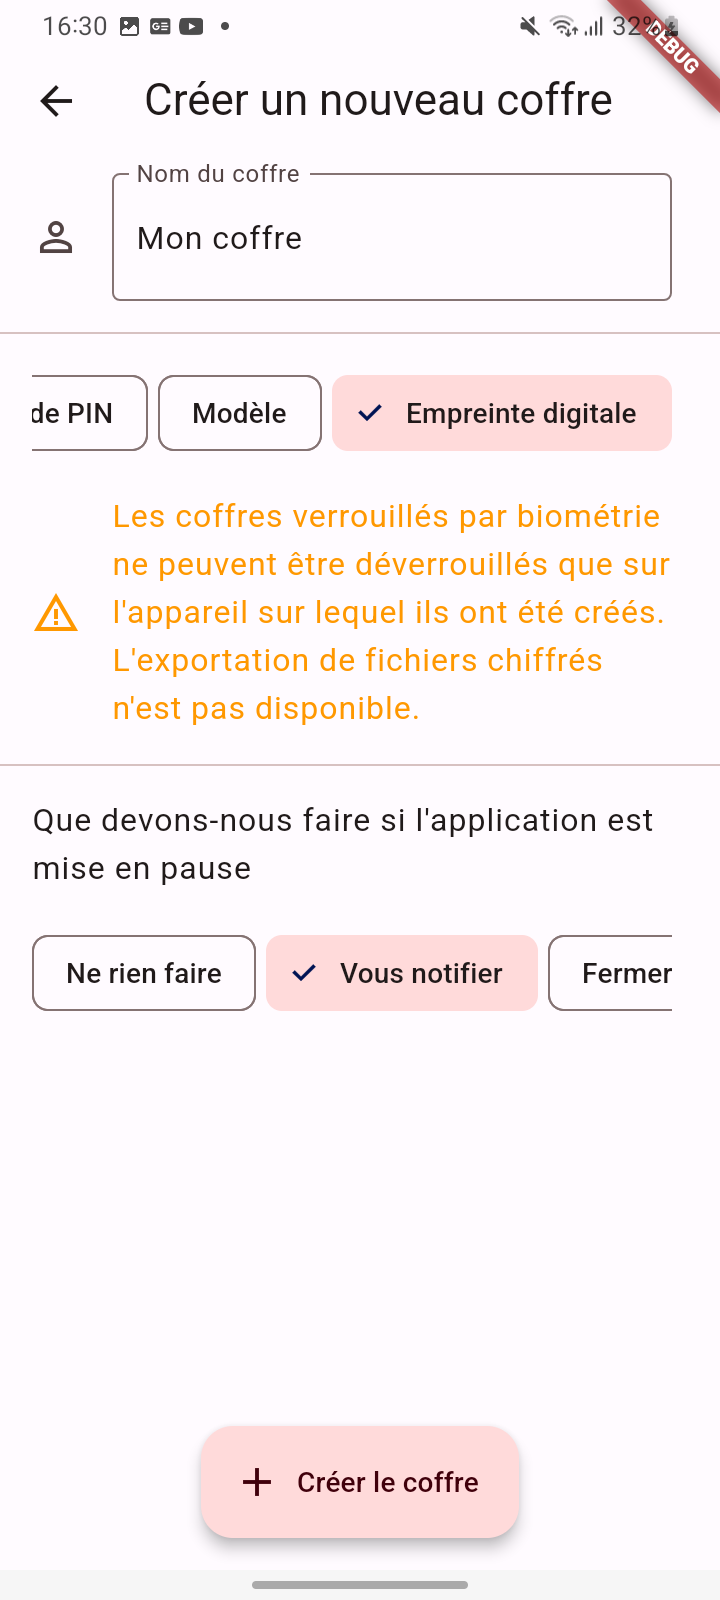 16:30
32%
DEBUG
Créer un nouveau coffre
Nom du coffre
Mon coffre
de PIN
Modèle
Empreinte digitale
Les coffres verrouillés par biométrie
ne peuvent être déverrouillés que sur
l'appareil sur lequel ils ont été créés.
L'exportation de fichiers chiffrés
n'est pas disponible.
Que devons-nous faire si l'application est
mise en pause
Ne rien faire
Vous notifier
Fermer
Créer le coffre